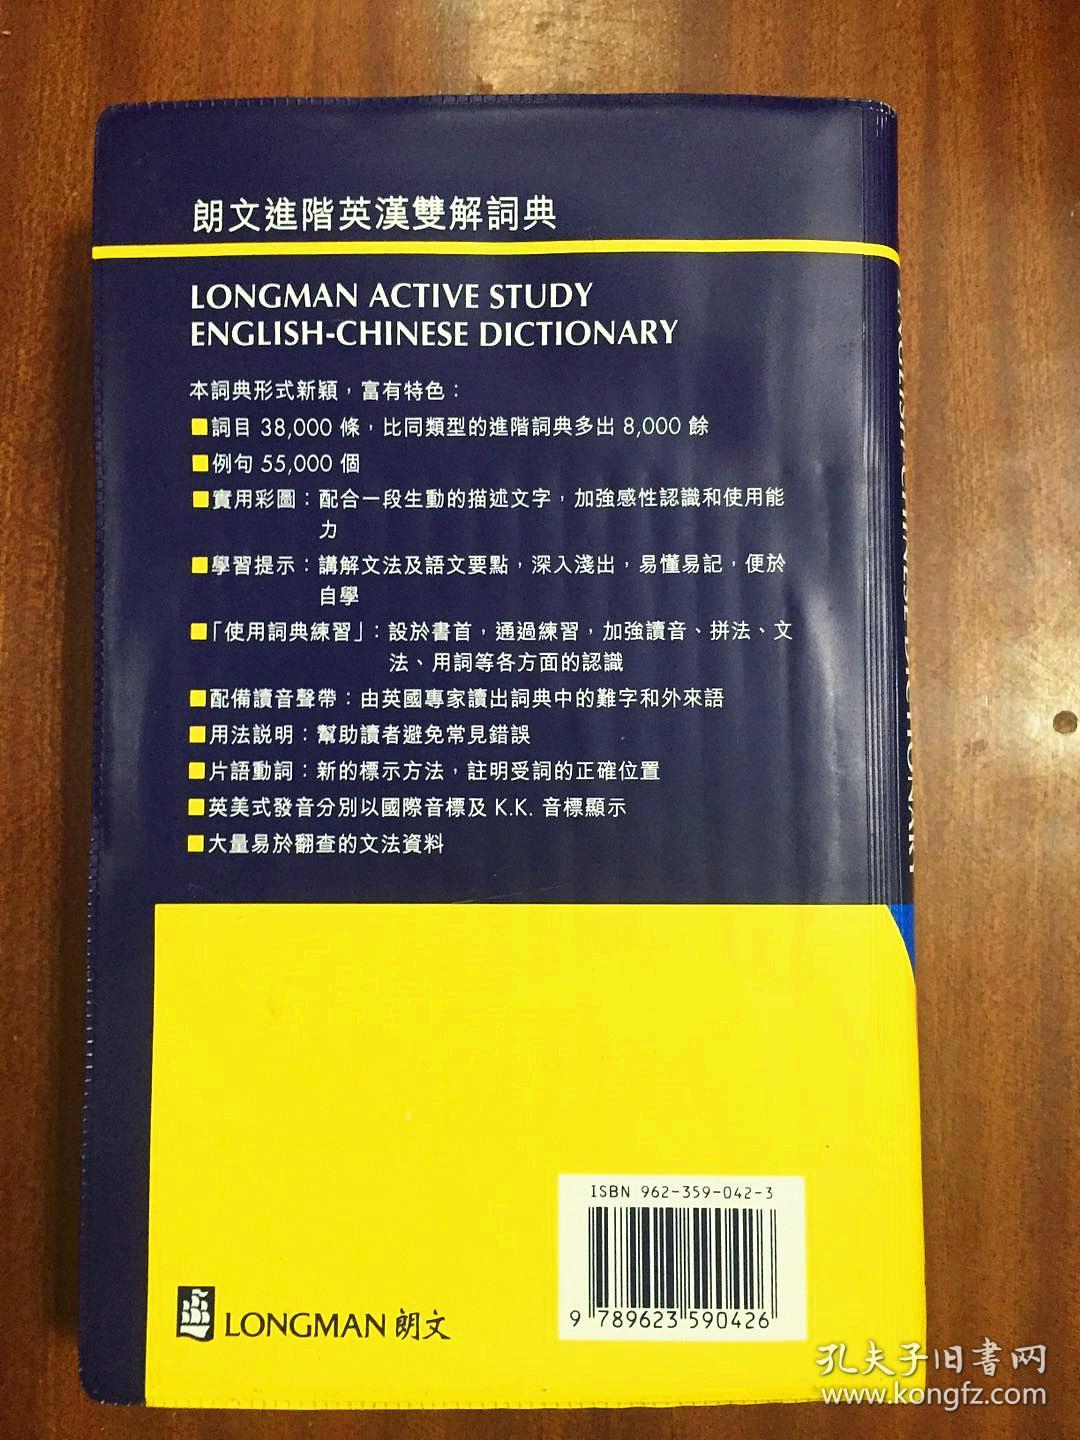 朗文進階英漢雙解詞典
LONGMAN ACTIVE STUDY
ENGLISH-CHINESE DICTIONARY
本詞典形式新穎，富有特色：
■詞目 38,000 條，比同類型的進階詞典多出 8,000 餘
■例句 55,000 個
■實用彩圖：配合一段生動的描述文字，加強感性認識和使用能
力
■學習提示：講解文法及語文要點，深入淺出，易懂易記，便於
自學
■「使用詞典練習」：設於書首，通過練習，加強讀音、拼法、文
法、用詞等各方面的認識
■配備讀音聲帶：由英國專家讀出詞典中的難字和外來語
■用法説明：幫助讀者避免常見錯誤
■片語動詞：新的標示方法，註明受詞的正確位置
■英美式發音分別以國際音標及 K.K. 音標顯示
■大量易於翻查的文法資料
ISBN 962-359-042-3
9 789623 590426
LONGMAN 朗文
孔夫子旧书网
www.kongfz.com